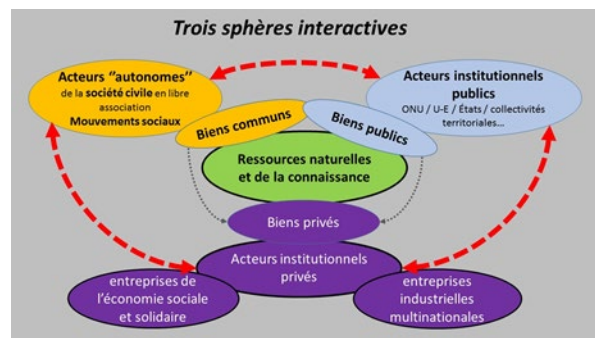 Trois sphères interactives
Acteurs "autonomes"
de la société civile en libre
association
Mouvements sociaux
Acteurs institutionnels
publics
ONU / U-E / États / collectivités
territoriales...
Biens communs
Biens publics
Ressources naturelles
et de la connaissance
Biens privés
Acteurs institutionnels
privés
entreprises de
l'économie sociale
et solidaire
entreprises
industrielles
multinationales